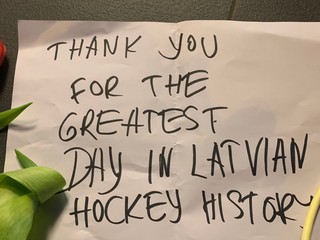 THANK YOU
FOR THE
GREATEST
DAY IN LATVIAN
HOCKEY HISTORY